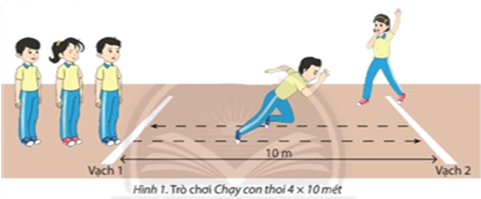 10 m
Vạch 1
Vạch 2
Hình 1. Trò chơi Chạy con thoi 4 × 10 mét